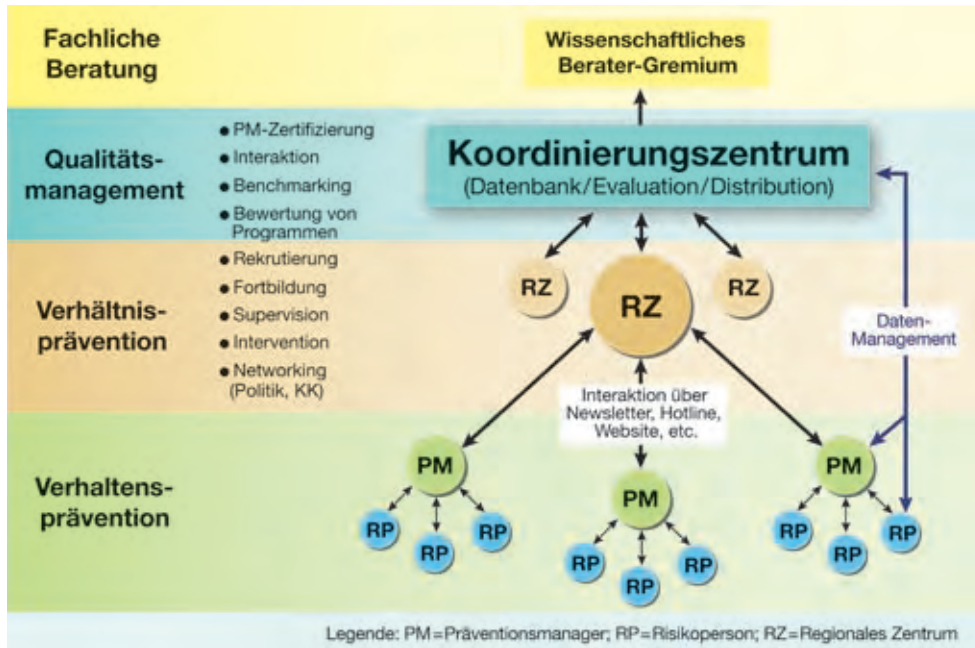 Fachliche
Beratung
Wissenschaftliches
Berater-Gremium
Qualitäts-
management
● PM-Zertifizierung
● Interaktion
● Benchmarking
● Bewertung von
Programmen
Koordinierungszentrum
(Datenbank/Evaluation/Distribution)
Verhältnis-
prävention
● Rekrutierung
● Fortbildung
● Supervision
● Intervention
● Networking
(Politik, KK)
RZ
RZ
RZ
Daten-
Management
Interaktion über
Newsletter, Hotline,
Website, etc.
Verhaltens-
prävention
PM
PM
PM
RP
RP
RP
RP
RP
RP
RP
RP
RP
Legende: PM=Präventionsmanager; RP=Risikoperson; RZ=Regionales Zentrum